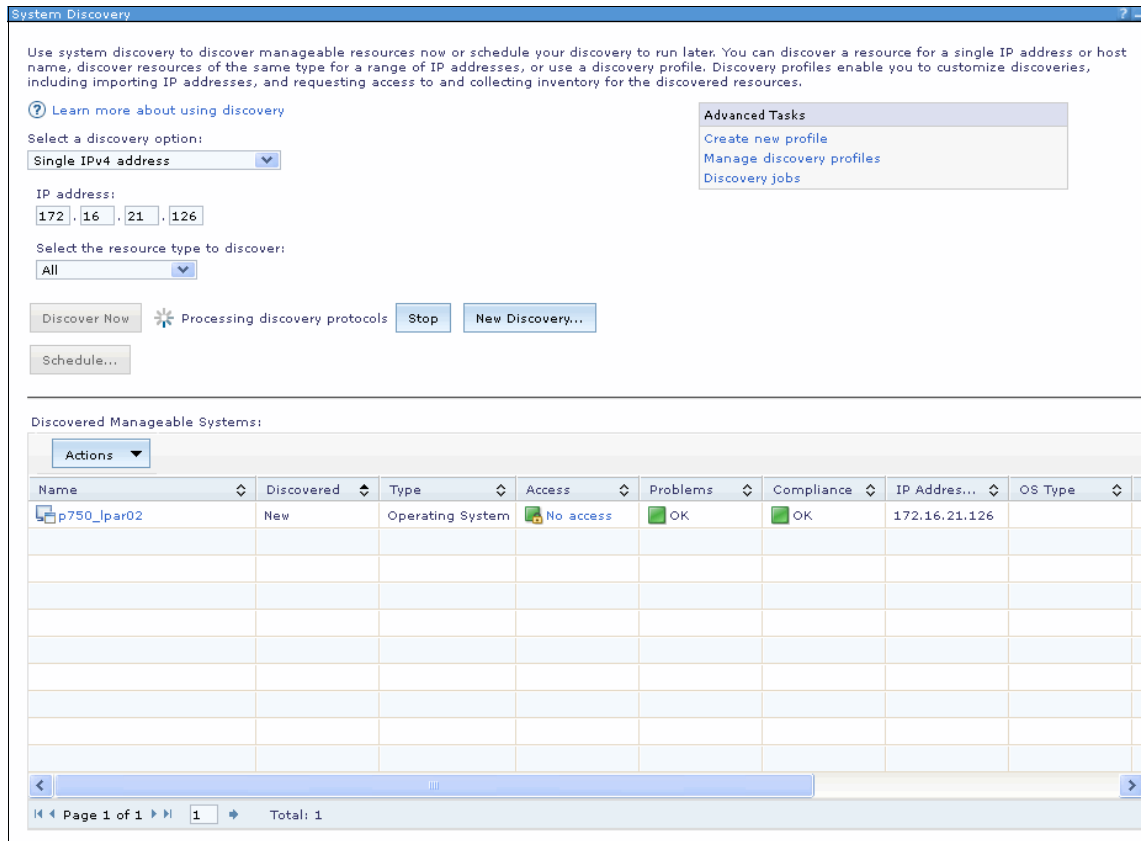 System Discovery
?
Use system discovery to discover manageable resources now or schedule your discovery to run later. You can discover a resource for a single IP address or host
name, discover resources of the same type for a range of IP addresses, or use a discovery profile. Discovery profiles enable you to customize discoveries,
including importing IP addresses, and requesting access to and collecting inventory for the discovered resources.
? Learn more about using discovery
Advanced Tasks
Create new profile
Manage discovery profiles
Discovery jobs
Select a discovery option:
Single IPv4 address
IP address:
172 . 16 . 21 . 126
Select the resource type to discover:
All
Discover Now Processing discovery protocols Stop New Discovery...
Schedule...
Discovered Manageable Systems:
Actions
Name Discovered Type Access Problems Compliance IP Addres... OS Type
p750_lpar02 New Operating System No access OK OK 172.16.21.126
Page 1 of 1 1 Total: 1